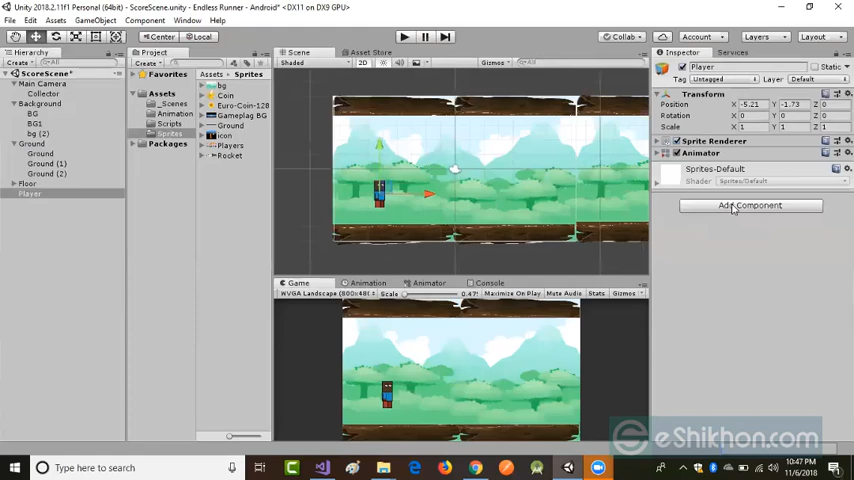 Unity 2018.2.11f1 Personal (64bit) - ScoreScene.unity - Endless Runner - Android* <DX11 on DX9 GPU>
File Edit Assets GameObject Component Window Help
Center Local Collab Account Layers Layout
Hierarchy Project Scene Asset Store Inspector Services
Create All Create Shaded 2D Gizmos All
ScoreScene*
Main Camera
Collector
Background
BG
BG1
bg (2)
Ground
Ground
Ground (1)
Ground (2)
Floor
Player
Favorites
Assets
_Scenes
Animation
Scripts
Sprites
Packages
Assets Sprites
bg
Coin
Euro-Coin-128
Gameplag BG
Ground
icon
Players
Rocket
Player Static
Tag Untagged Layer Default
Transform
Position X -5.21 Y -1.73 Z 0
Rotation X 0 Y 0 Z 0
Scale X 1 Y 1 Z 1
Sprite Renderer
Animator
Sprites-Default
Shader Sprites/Default
Add Component
Game Animation Animator Console
WVGA Landscape (800x480) Scale 0.47 Maximize On Play Mute Audio Stats Gizmos
eShikhon.com
Type here to search
10:47 PM
11/6/2018